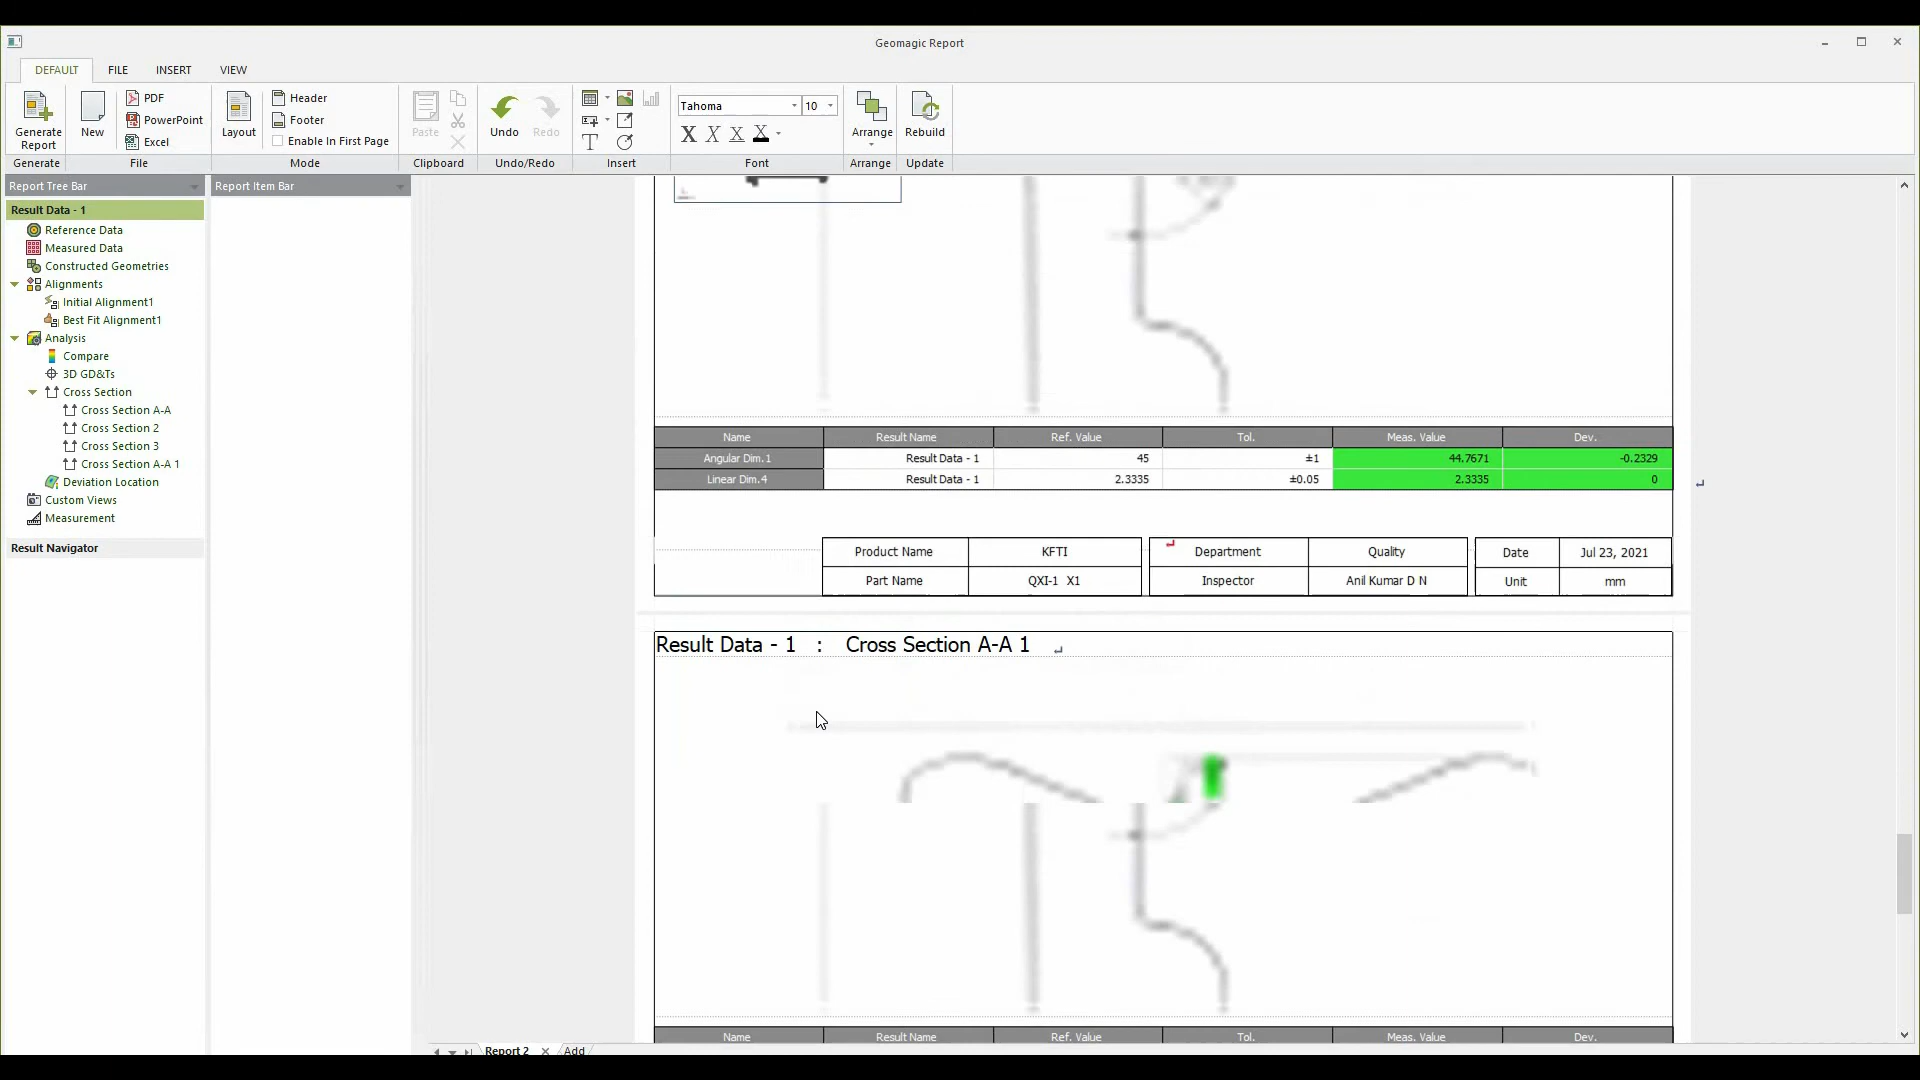 Geomagic Report
DEFAULT FILE INSERT VIEW
Generate Report
New
PDF
PowerPoint
Excel
Layout
Header
Footer
Enable In First Page
Paste
Undo
Redo
Tahoma 10
X X X X
Arrange
Rebuild
Generate File Mode Clipboard Undo/Redo Insert Font Arrange Update
Report Tree Bar
Report Item Bar
Result Data - 1
Reference Data
Measured Data
Constructed Geometries
Alignments
Initial Alignment1
Best Fit Alignment1
Analysis
Compare
3D GD&Ts
Cross Section
Cross Section A-A
Cross Section 2
Cross Section 3
Cross Section A-A 1
Deviation Location
Custom Views
Measurement
Result Navigator
Name Result Name Ref. Value Tol. Meas. Value Dev.
Angular Dim.1 Result Data - 1 45 ±1 44.7671 -0.2329
Linear Dim.4 Result Data - 1 2.3335 ±0.05 2.3335 0
Product Name KFTI Department Quality Date Jul 23, 2021
Part Name QXI-1 X1 Inspector Anil Kumar D N Unit mm
Result Data - 1 : Cross Section A-A 1
Name Result Name Ref. Value Tol. Meas. Value Dev.
Report 2 Add